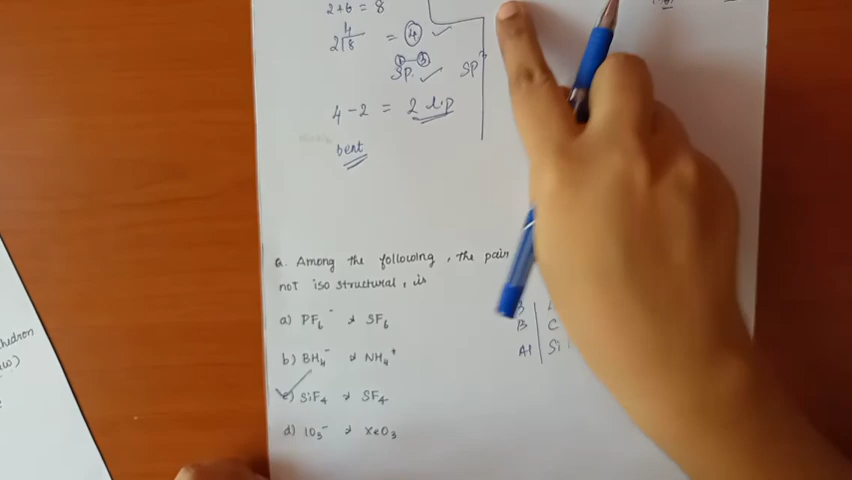 2+6 = 8
4
2 | 8 = 4
SP. SP³
4 - 2 = 2 l.p
bent
Q. Among the following, the pair
not iso structural, is
a) PF6⁻ & SF6
b) BH4⁻ & NH4⁺
c) SiF4 & SF4
d) IO3⁻ & XeO3
B C
Al Si